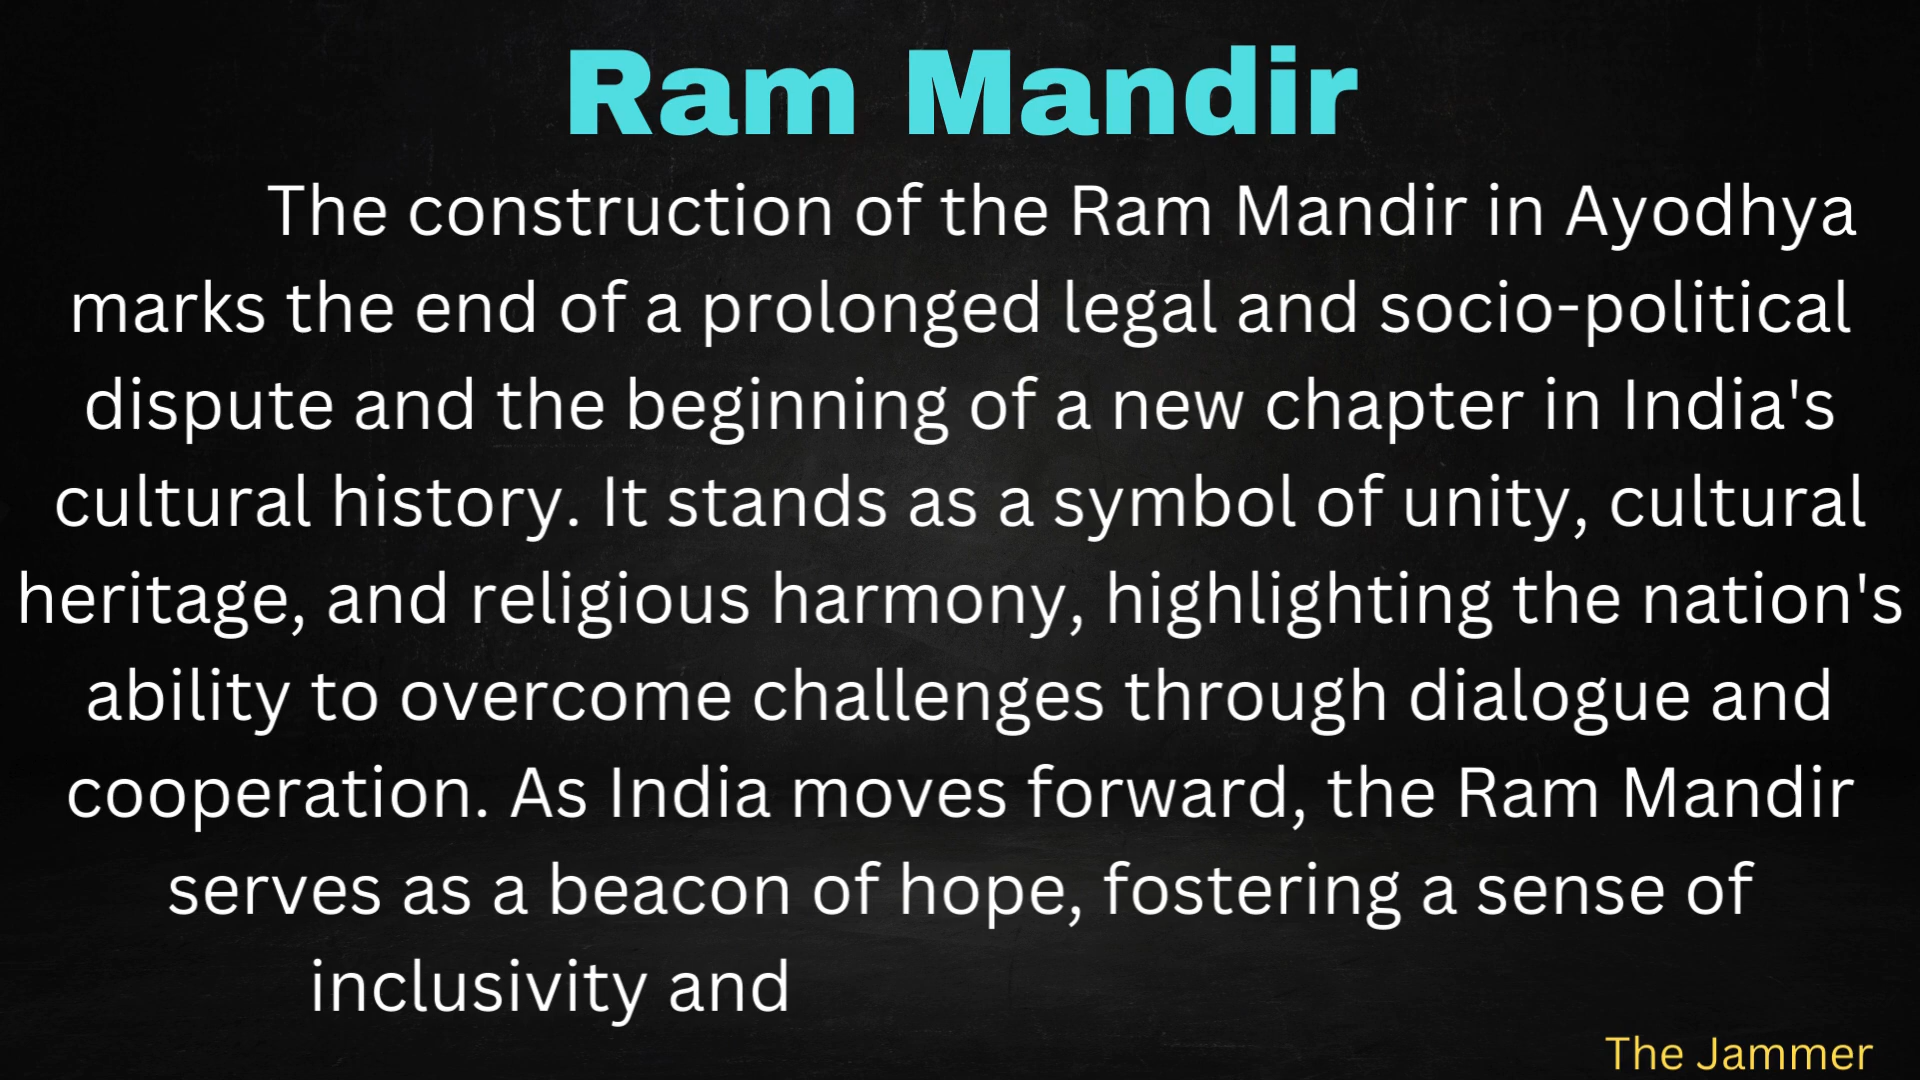 Ram Mandir
The construction of the Ram Mandir in Ayodhya
marks the end of a prolonged legal and socio-political
dispute and the beginning of a new chapter in India's
cultural history. It stands as a symbol of unity, cultural
heritage, and religious harmony, highlighting the nation's
ability to overcome challenges through dialogue and
cooperation. As India moves forward, the Ram Mandir
serves as a beacon of hope, fostering a sense of
inclusivity and
The Jammer